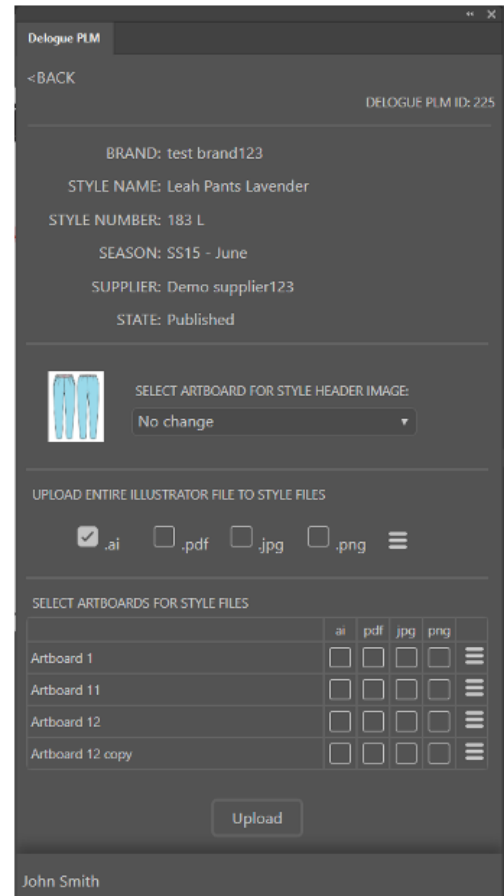 Delogue PLM
<BACK
DELOGUE PLM ID: 225
BRAND: test brand123
STYLE NAME: Leah Pants Lavender
STYLE NUMBER: 183 L
SEASON: SS15 - June
SUPPLIER: Demo supplier123
STATE: Published
SELECT ARTBOARD FOR STYLE HEADER IMAGE:
No change
UPLOAD ENTIRE ILLUSTRATOR FILE TO STYLE FILES
.ai .pdf .jpg .png
SELECT ARTBOARDS FOR STYLE FILES
ai pdf jpg png
Artboard 1
Artboard 11
Artboard 12
Artboard 12 copy
Upload
John Smith